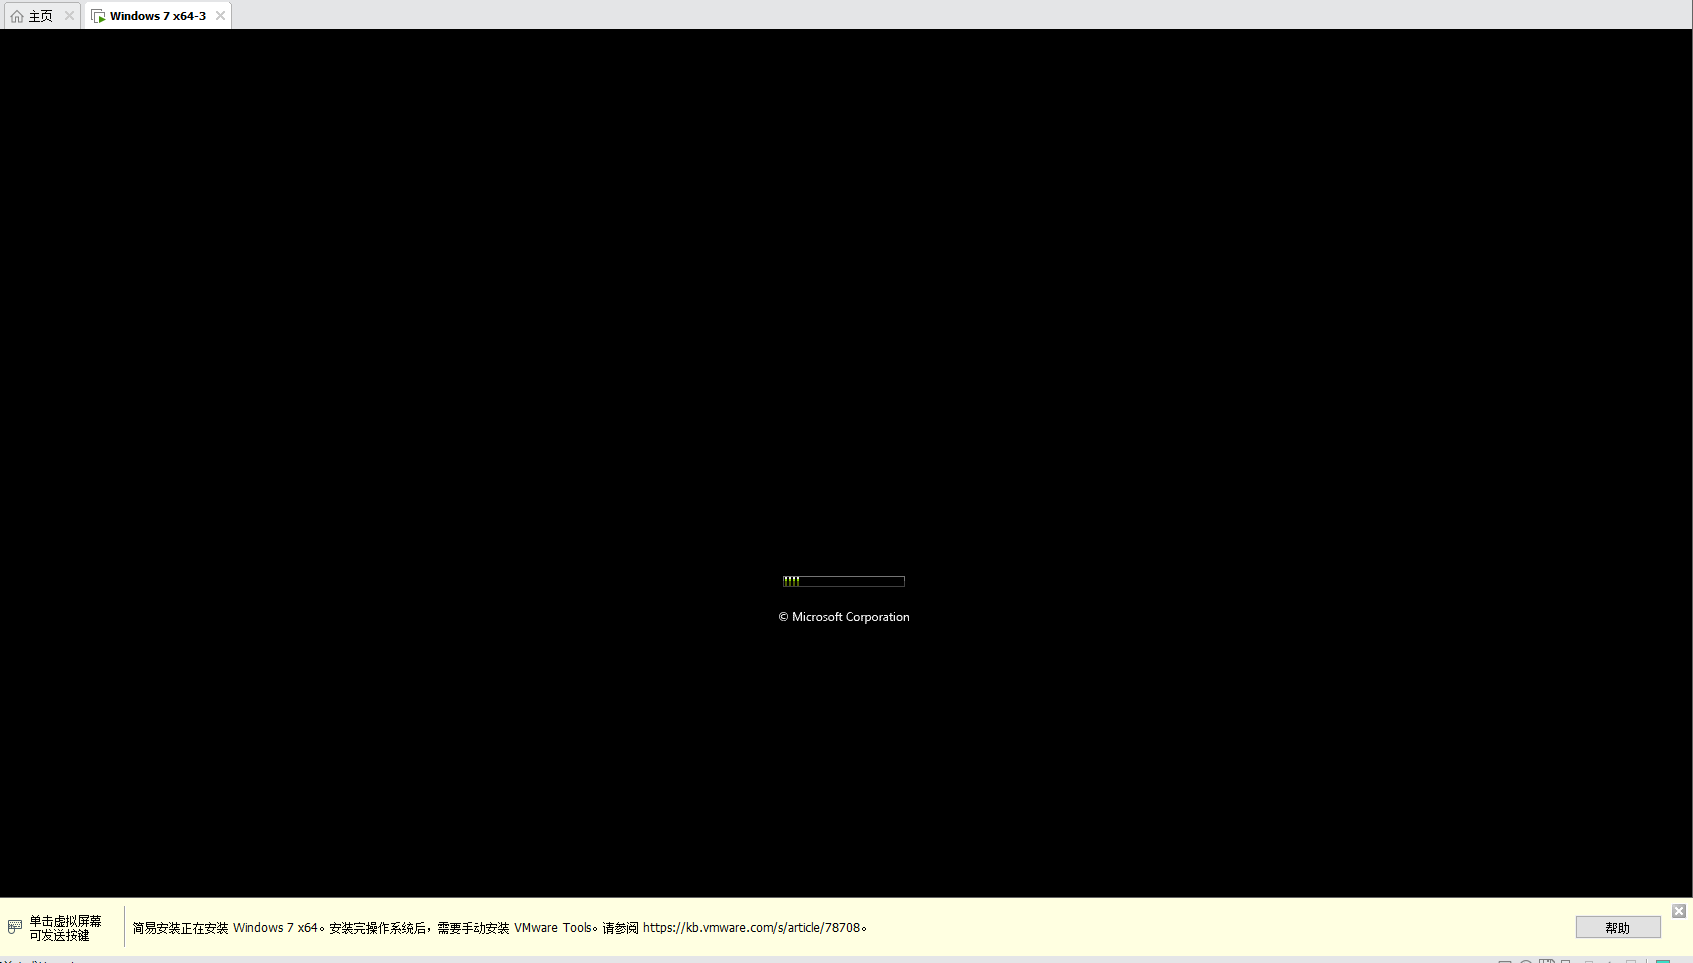 主页
Windows 7 x64-3
© Microsoft Corporation
单击虚拟屏幕
可发送按键
简易安装正在安装 Windows 7 x64。安装完操作系统后，需要手动安装 VMware Tools。请参阅 https://kb.vmware.com/s/article/78708。
帮助